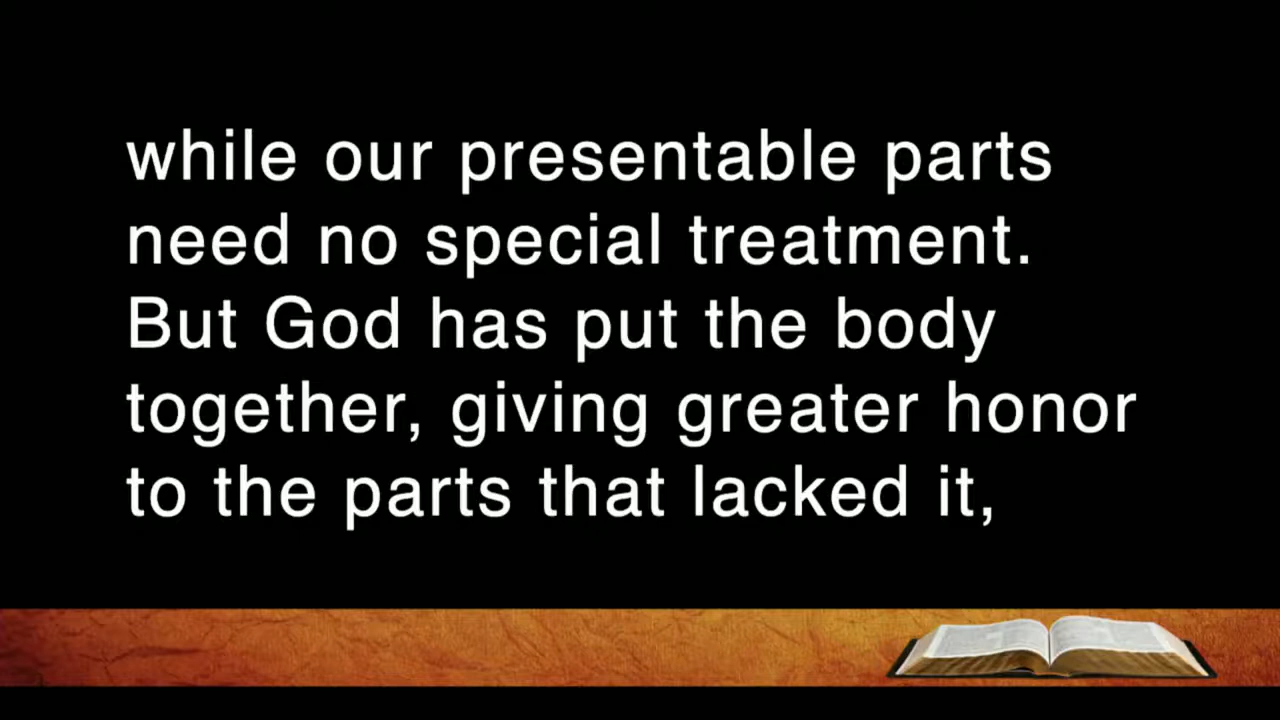 while our presentable parts
need no special treatment.
But God has put the body
together, giving greater honor
to the parts that lacked it,